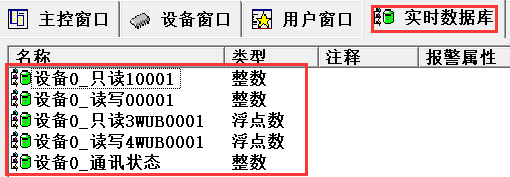 主控窗口 设备窗口 用户窗口 实时数据库
名称 类型 注释 报警属性
设备0_只读10001 整数
设备0_读写00001 整数
设备0_只读3WUB0001 浮点数
设备0_读写4WUB0001 浮点数
设备0_通讯状态 整数